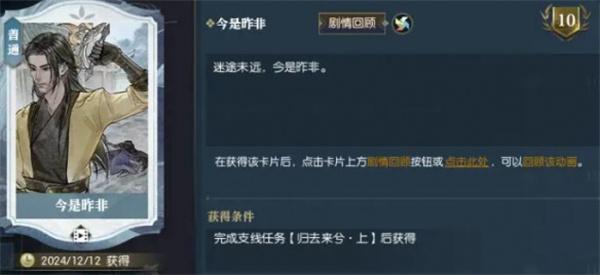 普通
今是昨非
2024/12/12 获得
今是昨非
剧情回顾
10
迷途未远,今是昨非。
在获得该卡片后,点击卡片上方剧情回顾按钮或点击此处,可以回顾该动画。
获得条件
完成支线任务【归去来兮·上】后获得